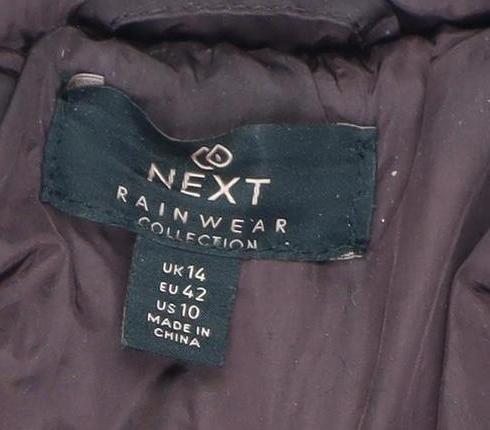 NEXT
RAINWEAR
COLLECTION
UK 14
EU 42
US 10
MADE IN
CHINA